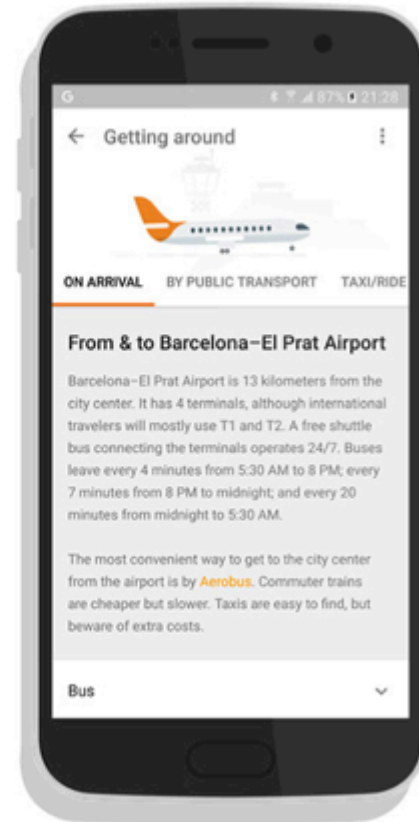 G 87% 21:28
Getting around
ON ARRIVAL BY PUBLIC TRANSPORT TAXI/RIDE
From & to Barcelona–El Prat Airport
Barcelona–El Prat Airport is 13 kilometers from the
city center. It has 4 terminals, although international
travelers will mostly use T1 and T2. A free shuttle
bus connecting the terminals operates 24/7. Buses
leave every 4 minutes from 5:30 AM to 8 PM; every
7 minutes from 8 PM to midnight; and every 20
minutes from midnight to 5:30 AM.
The most convenient way to get to the city center
from the airport is by Aerobus. Commuter trains
are cheaper but slower. Taxis are easy to find, but
beware of extra costs.
Bus